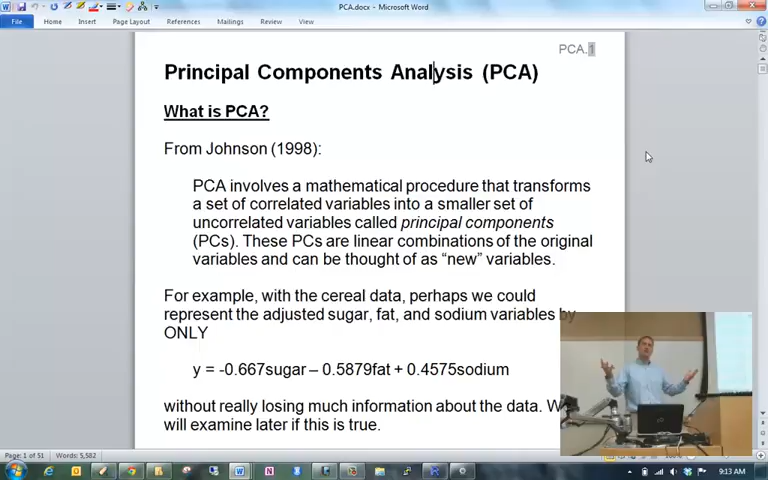 PCA.docx - Microsoft Word
File Home Insert Page Layout References Mailings Review View
PCA.1
Principal Components Analysis (PCA)
What is PCA?
From Johnson (1998):
PCA involves a mathematical procedure that transforms
a set of correlated variables into a smaller set of
uncorrelated variables called principal components
(PCs). These PCs are linear combinations of the original
variables and can be thought of as “new” variables.
For example, with the cereal data, perhaps we could
represent the adjusted sugar, fat, and sodium variables by
ONLY
y = -0.667sugar – 0.5879fat + 0.4575sodium
without really losing much information about the data. W
will examine later if this is true.
Page: 1 of 51 Words: 5,582
9:13 AM